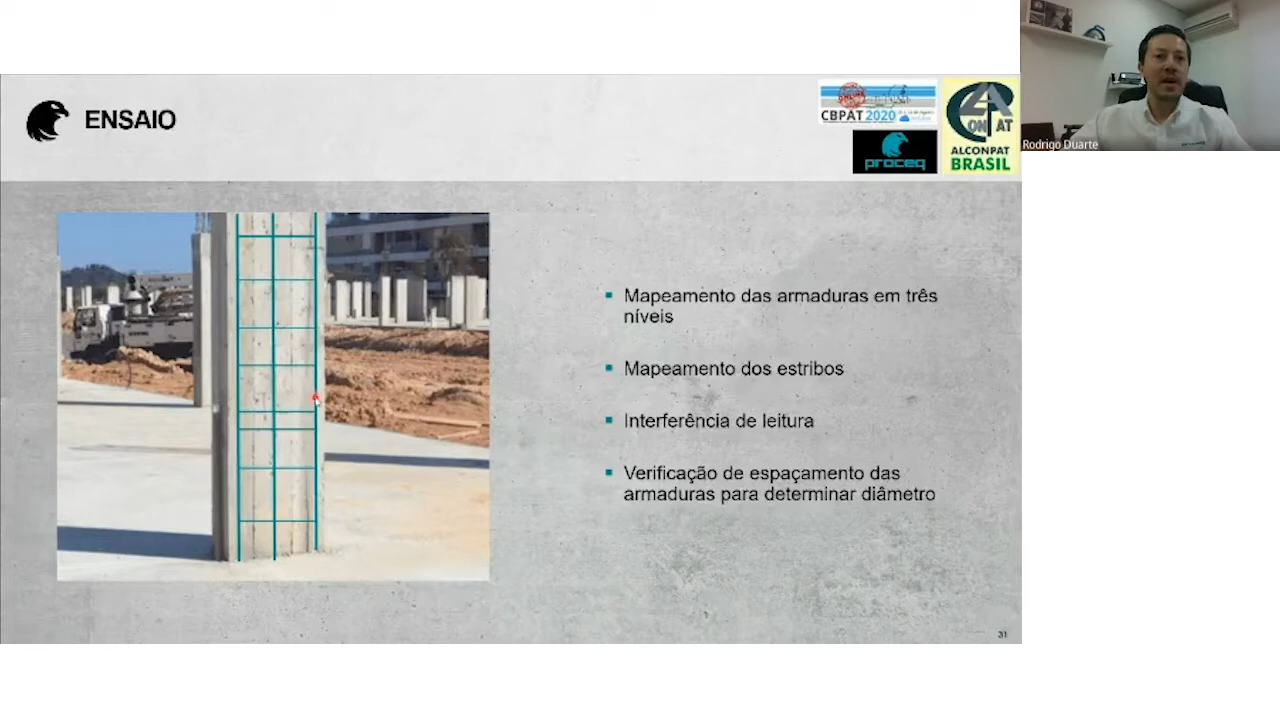 ENSAIO
CBPAT 2020
proceq
ALCONPAT
BRASIL
Rodrigo Duarte
Mapeamento das armaduras em três
níveis
Mapeamento dos estribos
Interferência de leitura
Verificação de espaçamento das
armaduras para determinar diâmetro
31